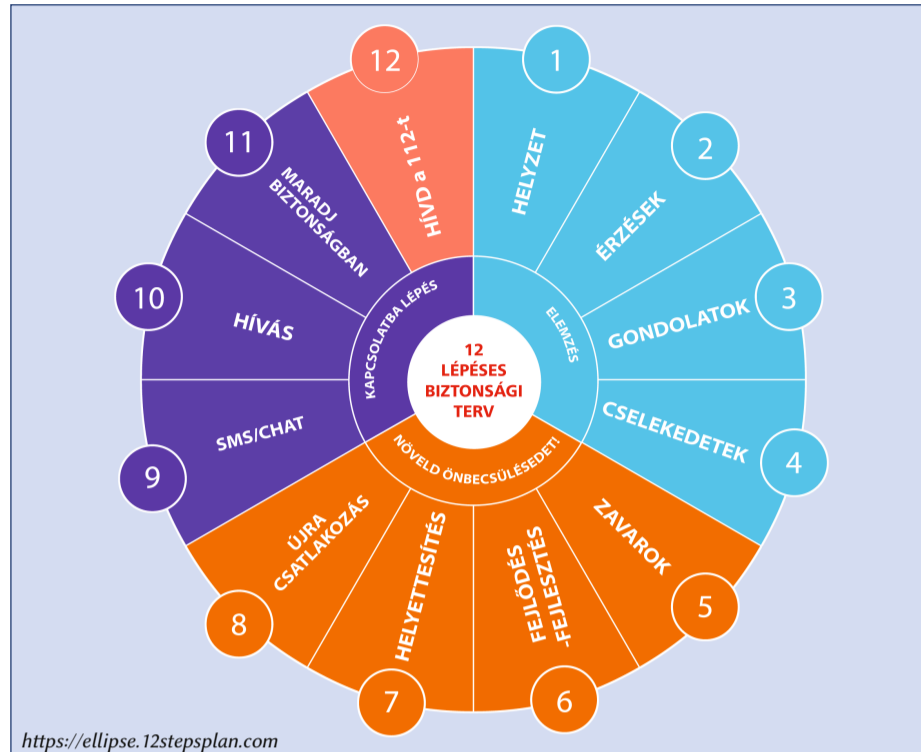 12
LÉPÉSES
BIZTONSÁGI
TERV
ELEMZÉS
1
HELYZET
2
ÉRZÉSEK
3
GONDOLATOK
4
CSELEKEDETEK
NÖVELD ÖNBECSÜLÉSEDET!
5
ZAVAROK
6
FEJLŐDÉS
-FEJLESZTÉS
7
HELYETTESÍTÉS
8
ÚJRA
CSATLAKOZÁS
KAPCSOLATBA LÉPÉS
9
SMS/CHAT
10
HÍVÁS
11
MARADJ
BIZTONSÁGBAN
12
HÍVD a 112-t
https://ellipse.12stepsplan.com